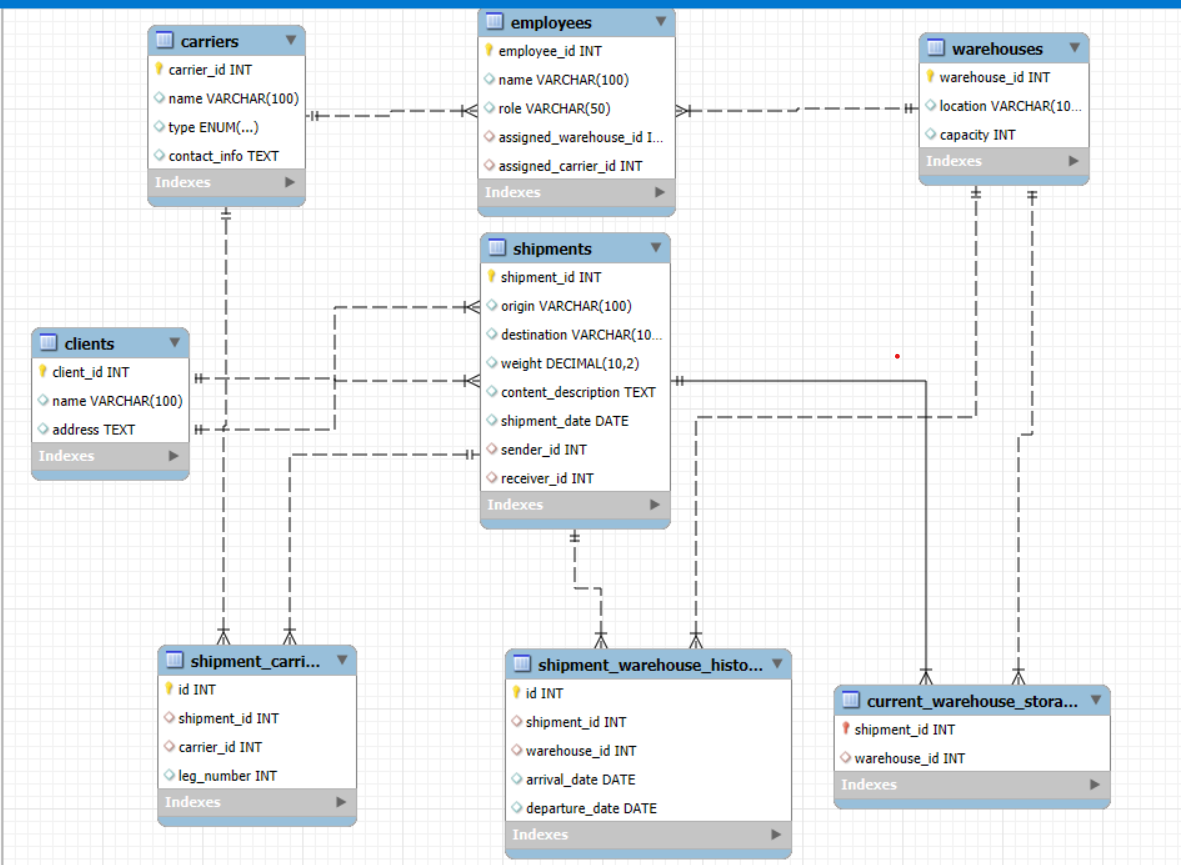 carriers
carrier_id INT
name VARCHAR(100)
type ENUM(...)
contact_info TEXT
Indexes
employees
employee_id INT
name VARCHAR(100)
role VARCHAR(50)
assigned_warehouse_id I...
assigned_carrier_id INT
Indexes
warehouses
warehouse_id INT
location VARCHAR(10...
capacity INT
Indexes
clients
client_id INT
name VARCHAR(100)
address TEXT
Indexes
shipments
shipment_id INT
origin VARCHAR(100)
destination VARCHAR(10...
weight DECIMAL(10,2)
content_description TEXT
shipment_date DATE
sender_id INT
receiver_id INT
Indexes
shipment_carri...
id INT
shipment_id INT
carrier_id INT
leg_number INT
Indexes
shipment_warehouse_histo...
id INT
shipment_id INT
warehouse_id INT
arrival_date DATE
departure_date DATE
Indexes
current_warehouse_stora...
shipment_id INT
warehouse_id INT
Indexes